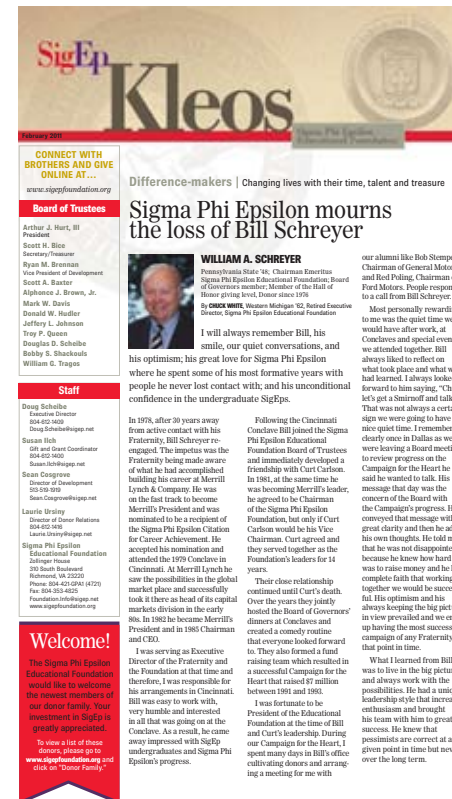 SigEp
Kleos
February 2011
Sigma Phi Epsilon
Educational Foundation
CONNECT WITH
BROTHERS AND GIVE
ONLINE AT…
www.sigepfoundation.org
Board of Trustees
Arthur J. Hurt, III
President
Scott H. Bice
Secretary/Treasurer
Ryan M. Brennan
Vice President of Development
Scott A. Baxter
Alphonce J. Brown, Jr.
Mark W. Davis
Donald W. Hudler
Jeffery L. Johnson
Troy P. Queen
Douglas D. Scheibe
Bobby S. Shackouls
William G. Tragos
Staff
Doug Scheibe
Executive Director
804-612-1409
Doug.Scheibe@sigep.net
Susan Ilch
Gift and Grant Coordinator
804-612-1400
Susan.Ilch@sigep.net
Sean Cosgrove
Director of Development
513-519-1919
Sean.Cosgrove@sigep.net
Laurie Ursiny
Director of Donor Relations
804-612-1416
Laurie.Ursiny@sigep.net
Sigma Phi Epsilon
Educational Foundation
Zollinger House
310 South Boulevard
Richmond, VA 23220
Phone: 804-421-GPA1 (4721)
Fax: 804-353-4825
Foundation.Info@sigep.net
www.sigepfoundation.org
Welcome!
The Sigma Phi Epsilon
Educational Foundation
would like to welcome
the newest members of
our donor family. Your
investment in SigEp is
greatly appreciated.
To view a list of these
donors, please go to
www.sigepfoundation.org and
click on "Donor Family."
Difference-makers | Changing lives with their time, talent and treasure
Sigma Phi Epsilon mourns
the loss of Bill Schreyer
WILLIAM A. SCHREYER
Pennsylvania State '48; Chairman Emeritus
Sigma Phi Epsilon Educational Foundation; Board
of Governors member; Member of the Hall of
Honor giving level, Donor since 1976
By CHUCK WHITE, Western Michigan '62, Retired Executive
Director, Sigma Phi Epsilon Educational Foundation
I will always remember Bill, his
smile, our quiet conversations, and
his optimism; his great love for Sigma Phi Epsilon
where he spent some of his most formative years with
people he never lost contact with; and his unconditional
confidence in the undergraduate SigEps.
In 1978, after 30 years away
from active contact with his
Fraternity, Bill Schreyer re-
engaged. The impetus was the
Fraternity being made aware
of what he had accomplished
building his career at Merrill
Lynch & Company. He was
on the fast track to become
Merrill's President and was
nominated to be a recipient of
the Sigma Phi Epsilon Citation
for Career Achievement. He
accepted his nomination and
attended the 1979 Conclave in
Cincinnati. At Merrill Lynch he
saw the possibilities in the global
market place and successfully
took it there as head of its capital
markets division in the early
80s. In 1982 he became Merrill's
President and in 1985 Chairman
and CEO.
I was serving as Executive
Director of the Fraternity and
the Foundation at that time and
therefore, I was responsible for
his arrangements in Cincinnati.
Bill was easy to work with,
very humble and interested
in all that was going on at the
Conclave. As a result, he came
away impressed with SigEp
undergraduates and Sigma Phi
Epsilon's progress.
Following the Cincinnati
Conclave Bill joined the Sigma
Phi Epsilon Educational
Foundation Board of Trustees
and immediately developed a
friendship with Curt Carlson.
In 1981, at the same time he
was becoming Merrill's leader,
he agreed to be Chairman
of the Sigma Phi Epsilon
Foundation, but only if Curt
Carlson would be his Vice
Chairman. Curt agreed and
they served together as the
Foundation's leaders for 14
years.
Their close relationship
continued until Curt's death.
Over the years they jointly
hosted the Board of Governors'
dinners at Conclaves and
created a comedy routine
that everyone looked forward
to. They also formed a fund
raising team which resulted in
a successful Campaign for the
Heart that raised $7 million
between 1991 and 1993.
I was fortunate to be
President of the Educational
Foundation at the time of Bill
and Curt's leadership. During
our Campaign for the Heart, I
spent many days in Bill's office
cultivating donors and arrang-
ing a meeting for me with
our alumni like Bob Stempe
Chairman of General Moto
and Red Poling, Chairman
Ford Motors. People respon
to a call from Bill Schreyer.
Most personally rewardi
to me was the quiet time we
would have after work, at
Conclaves and special even
we attended together. Bill
always liked to reflect on
what took place and what w
had learned. I always looke
forward to him saying, "Ch
let's get a Smirnoff and talk
That was not always a certa
sign we were going to have
nice quiet time. I remember
clearly once in Dallas as we
were leaving a Board meeti
to review progress on the
Campaign for the Heart he
said he wanted to talk. His
message that day was the
concern of the Board with
the Campaign's progress. H
conveyed that message with
great clarity and then he ad
his own thoughts. He told m
that he was not disappointe
because he knew how hard
was to raise money and he
complete faith that working
together we would be succe
ful. His optimism and his
always keeping the big pict
in view prevailed and we en
up having the most success
campaign of any Fraternity
that point in time.
What I learned from Bill
was to live in the big pictur
and always work with the
possibilities. He had a uniq
leadership style that increa
enthusiasm and brought
his team with him to great
success. He knew that
pessimists are correct at a
given point in time but nev
over the long term.